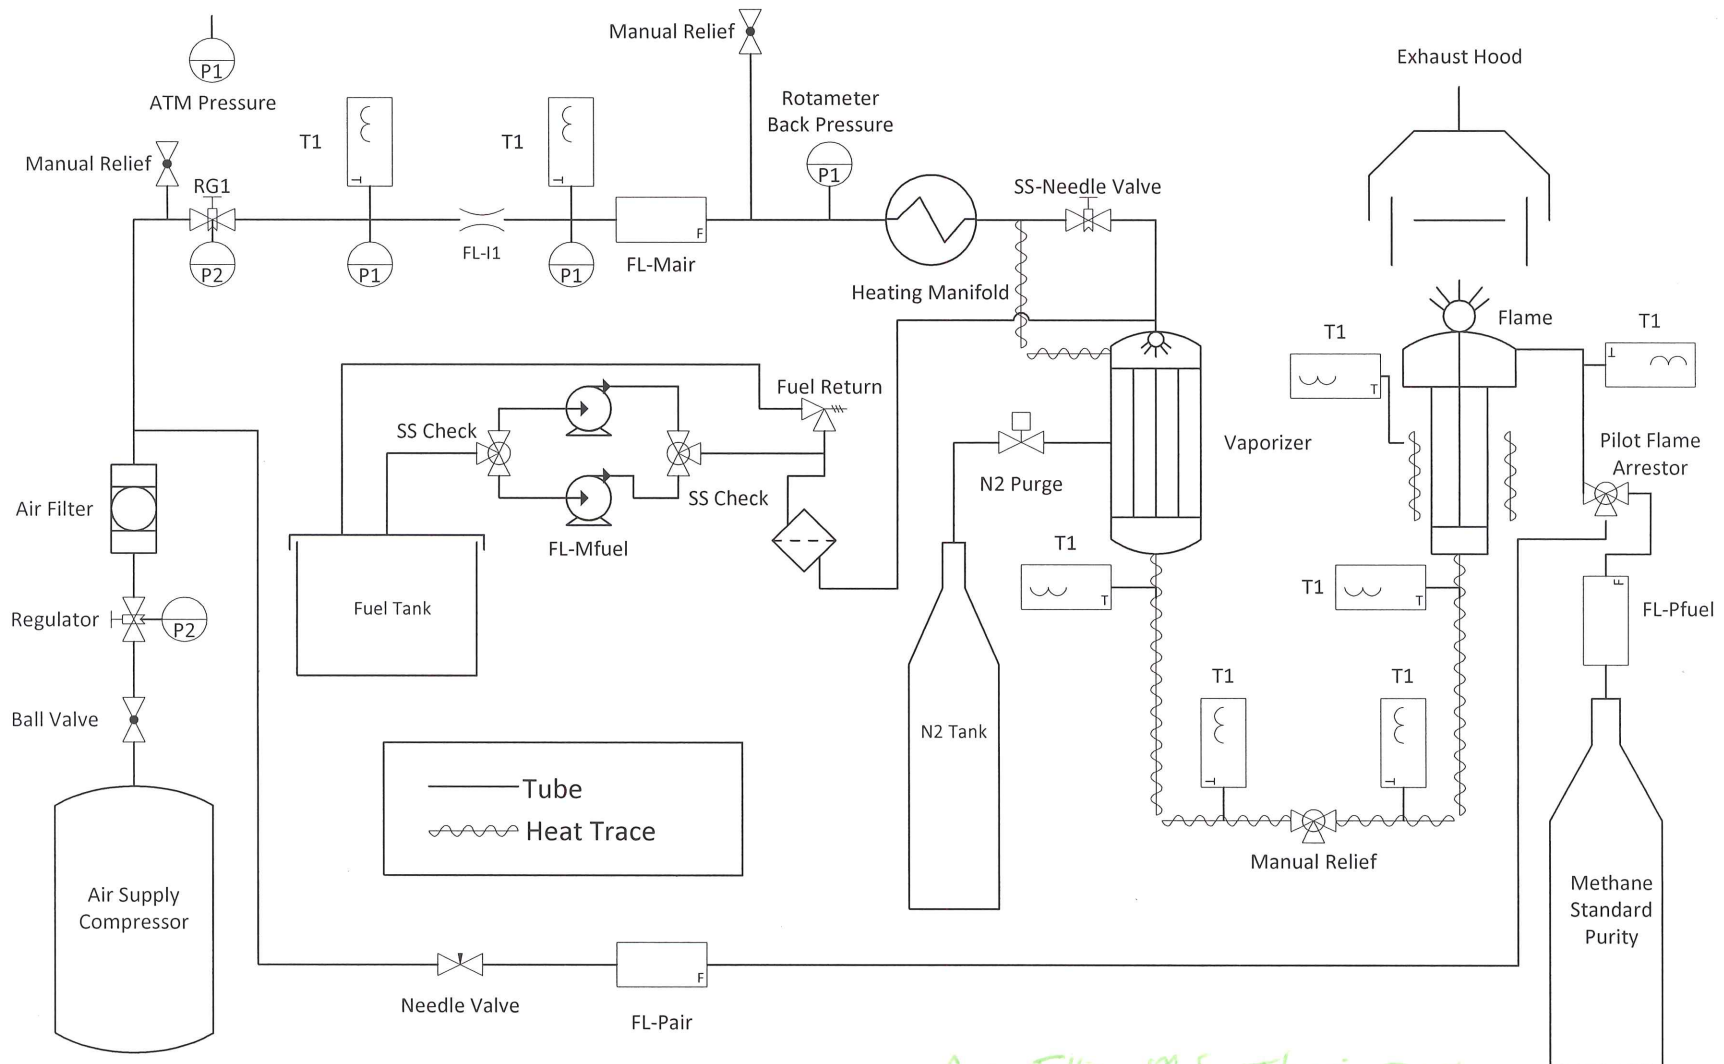 Manual Relief
Exhaust Hood
P1
ATM Pressure
Rotameter
Back Pressure
T1
T1
Manual Relief
P1
RG1
SS-Needle Valve
F
FL-I1
P2
P1
P1
FL-Mair
Heating Manifold
Flame
T1
T1
T
T
T
T
Fuel Return
SS Check
Vaporizer
Pilot Flame
Arrestor
N2 Purge
SS Check
Air Filter
FL-Mfuel
T1
T1
F
Fuel Tank
T
T
FL-Pfuel
Regulator
P2
T1
T1
Ball Valve
N2 Tank
T
T
Tube
Heat Trace
Manual Relief
Air Supply
Compressor
Methane
Standard
Purity
F
Needle Valve
FL-Pair